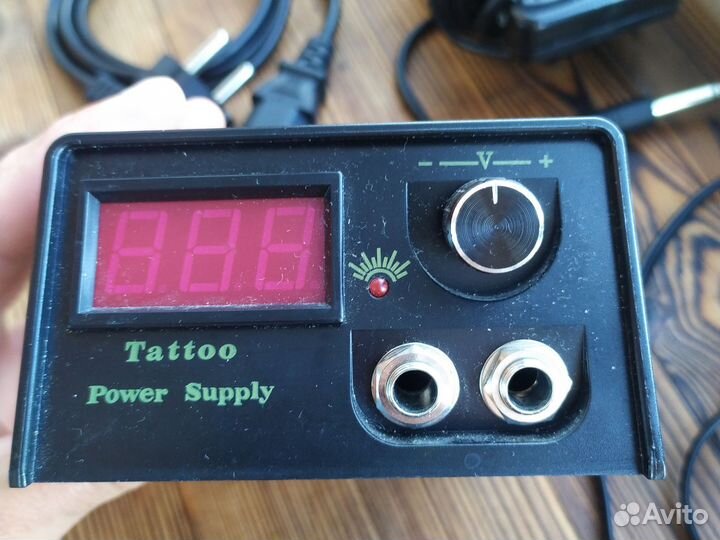 - V +
Tattoo
Power Supply
Avito